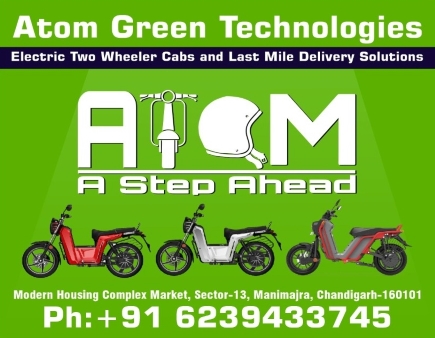 Atom Green Technologies
Electric Two Wheeler Cabs and Last Mile Delivery Solutions
ATOM
A Step Ahead
Modern Housing Complex Market, Sector-13, Manimajra, Chandigarh-160101
Ph:+91 6239433745